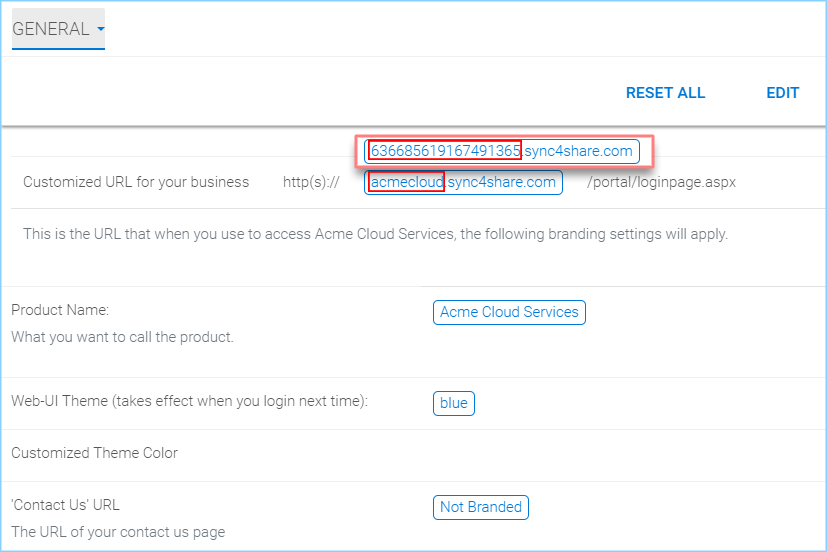 GENERAL
RESET ALL EDIT
636685619167491365.sync4share.com
Customized URL for your business http(s):// acmecloud.sync4share.com /portal/loginpage.aspx
This is the URL that when you use to access Acme Cloud Services, the following branding settings will apply.
Product Name: Acme Cloud Services
What you want to call the product.
Web-UI Theme (takes effect when you login next time): blue
Customized Theme Color
'Contact Us' URL Not Branded
The URL of your contact us page